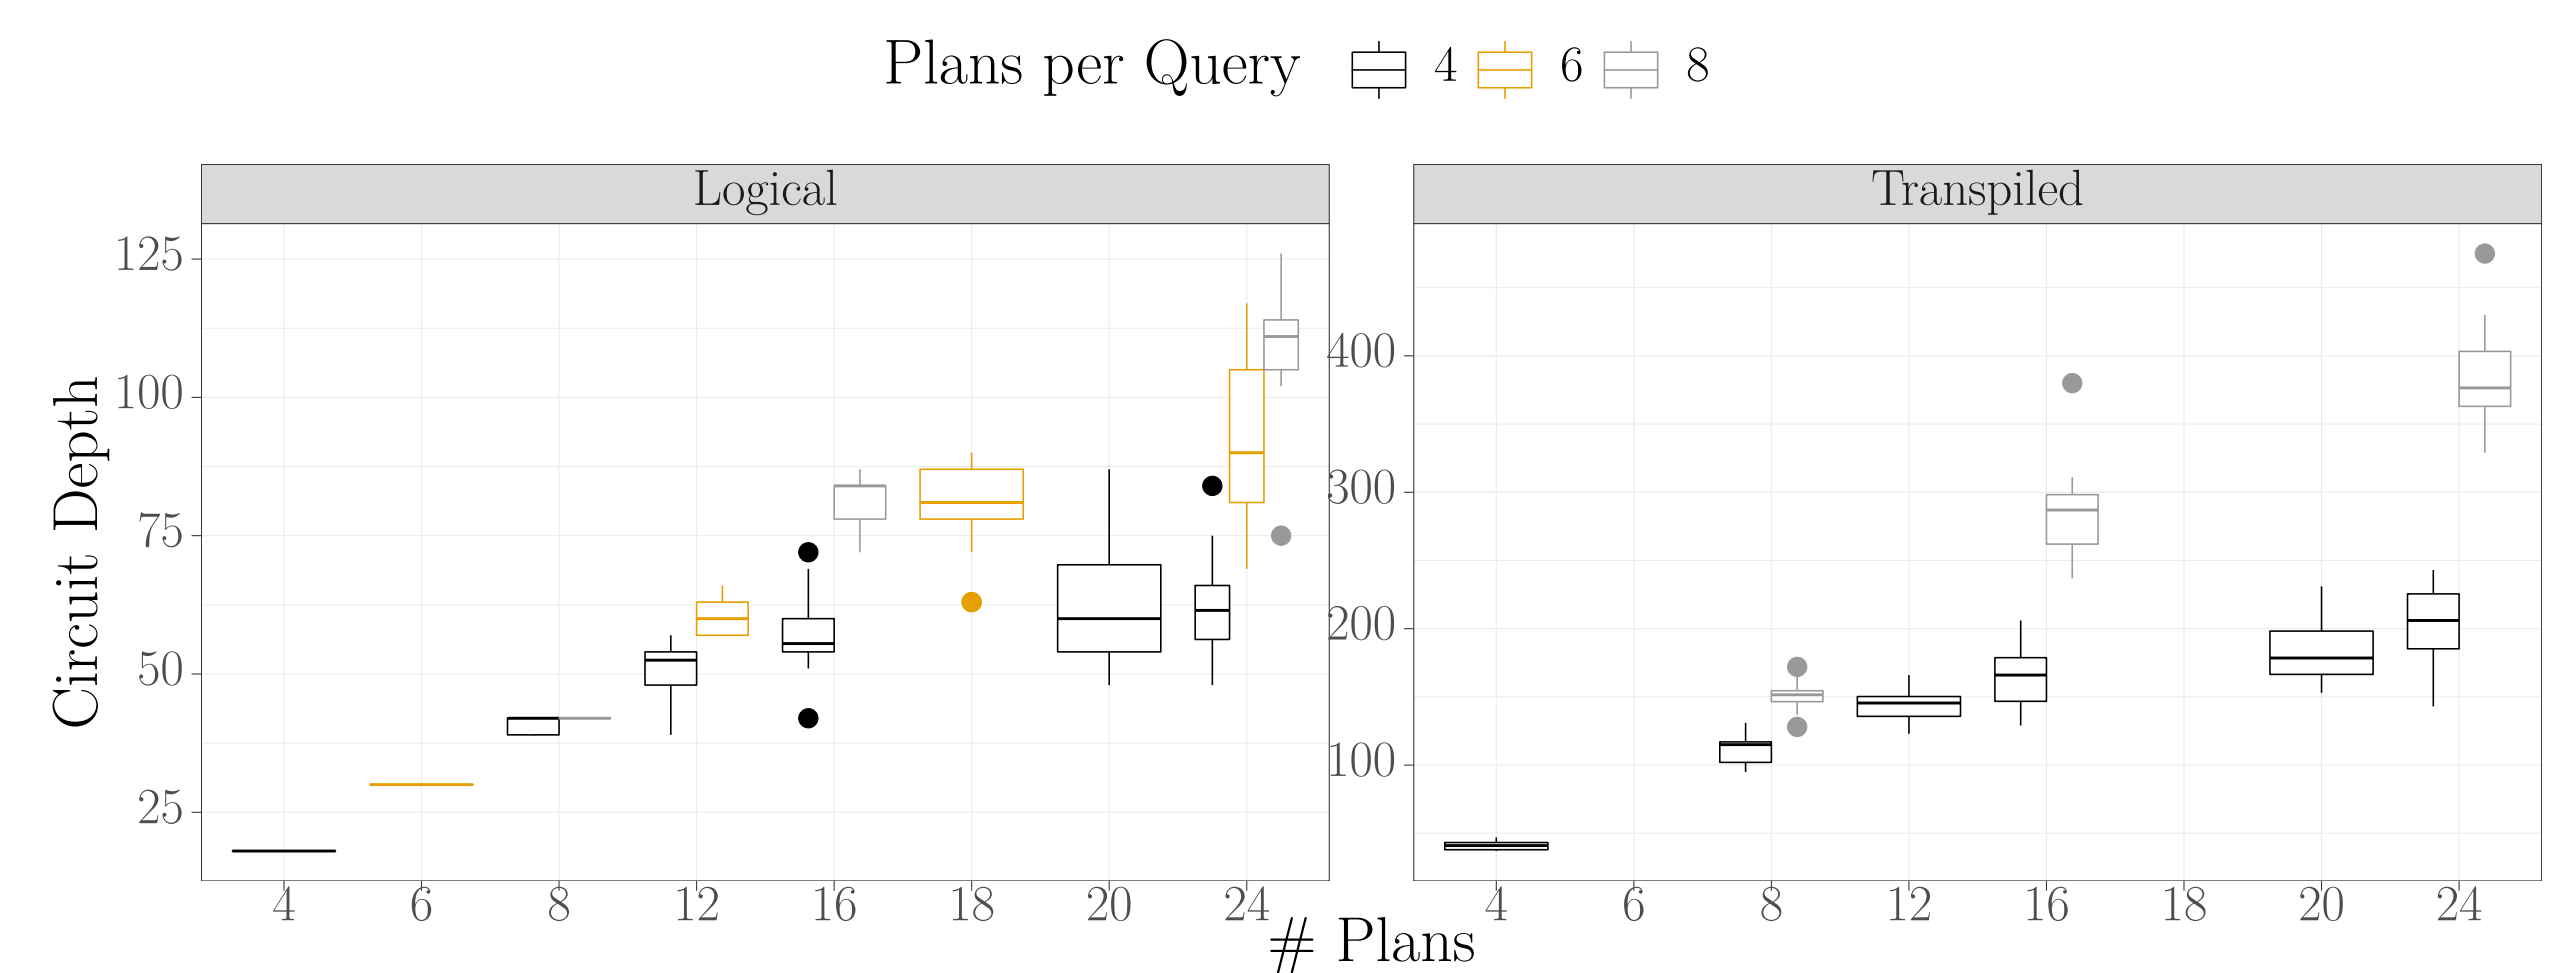 Plans per Query 4 6 8
Logical Transpiled
Circuit Depth
125
100
75
50
25
400
300
200
100
4 6 8 12 16 18 20 24
4 6 8 12 16 18 20 24
# Plans